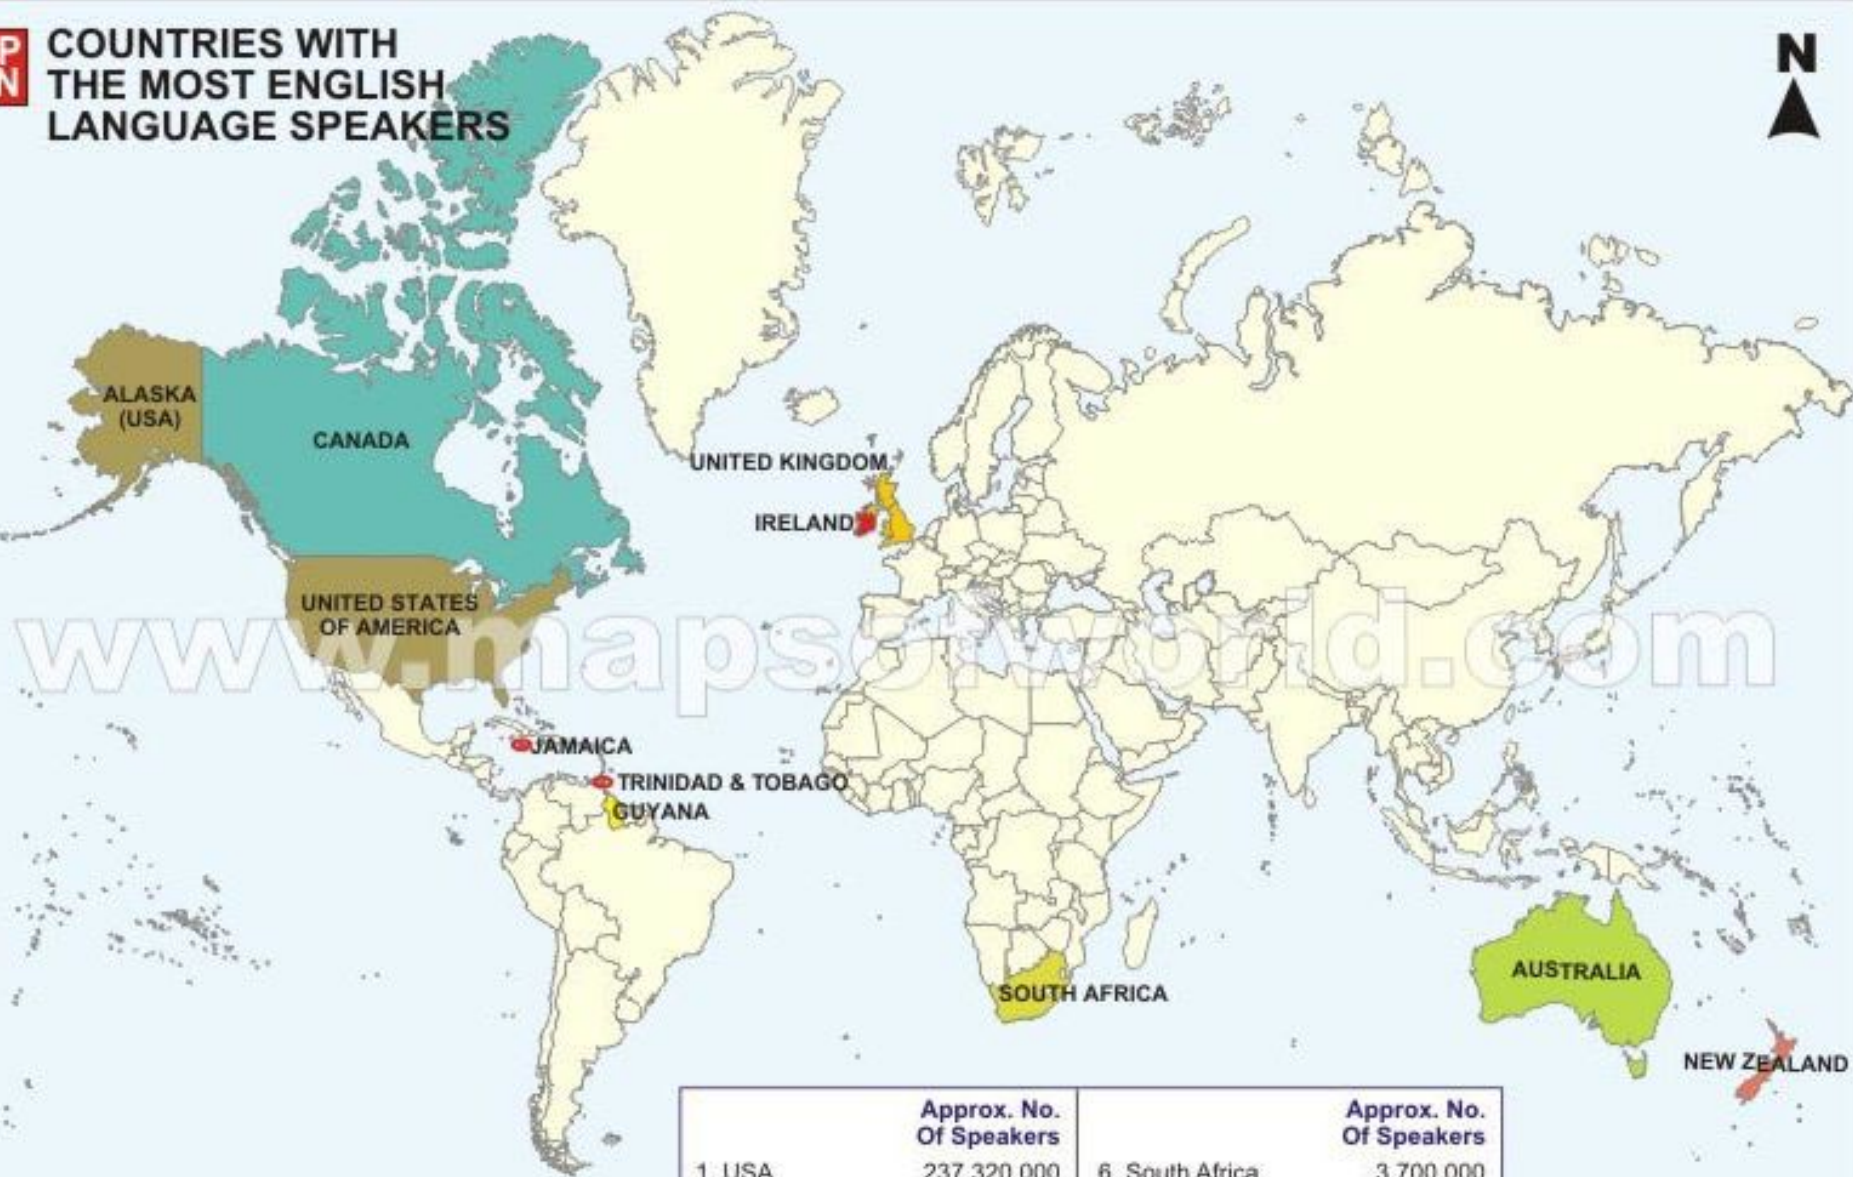 P
N
COUNTRIES WITH
THE MOST ENGLISH
LANGUAGE SPEAKERS
N
ALASKA
(USA)
CANADA
UNITED KINGDOM
IRELAND
UNITED STATES
OF AMERICA
www.mapsofworld.com
JAMAICA
TRINIDAD & TOBAGO
GUYANA
SOUTH AFRICA
AUSTRALIA
NEW ZEALAND
Approx. No.
Of Speakers
Approx. No.
Of Speakers
1. USA 237,320,000
6. South Africa 3,700,000